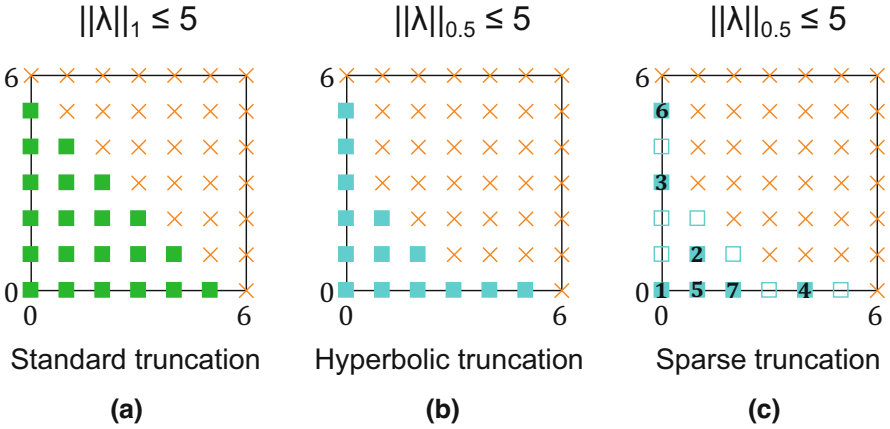 ||λ||₁ ≤ 5
||λ||₀.₅ ≤ 5
||λ||₀.₅ ≤ 5
6
0
0
6
6
0
0
6
6
0
0
6
6
3
2
1
5
7
4
Standard truncation
Hyperbolic truncation
Sparse truncation
(a)
(b)
(c)